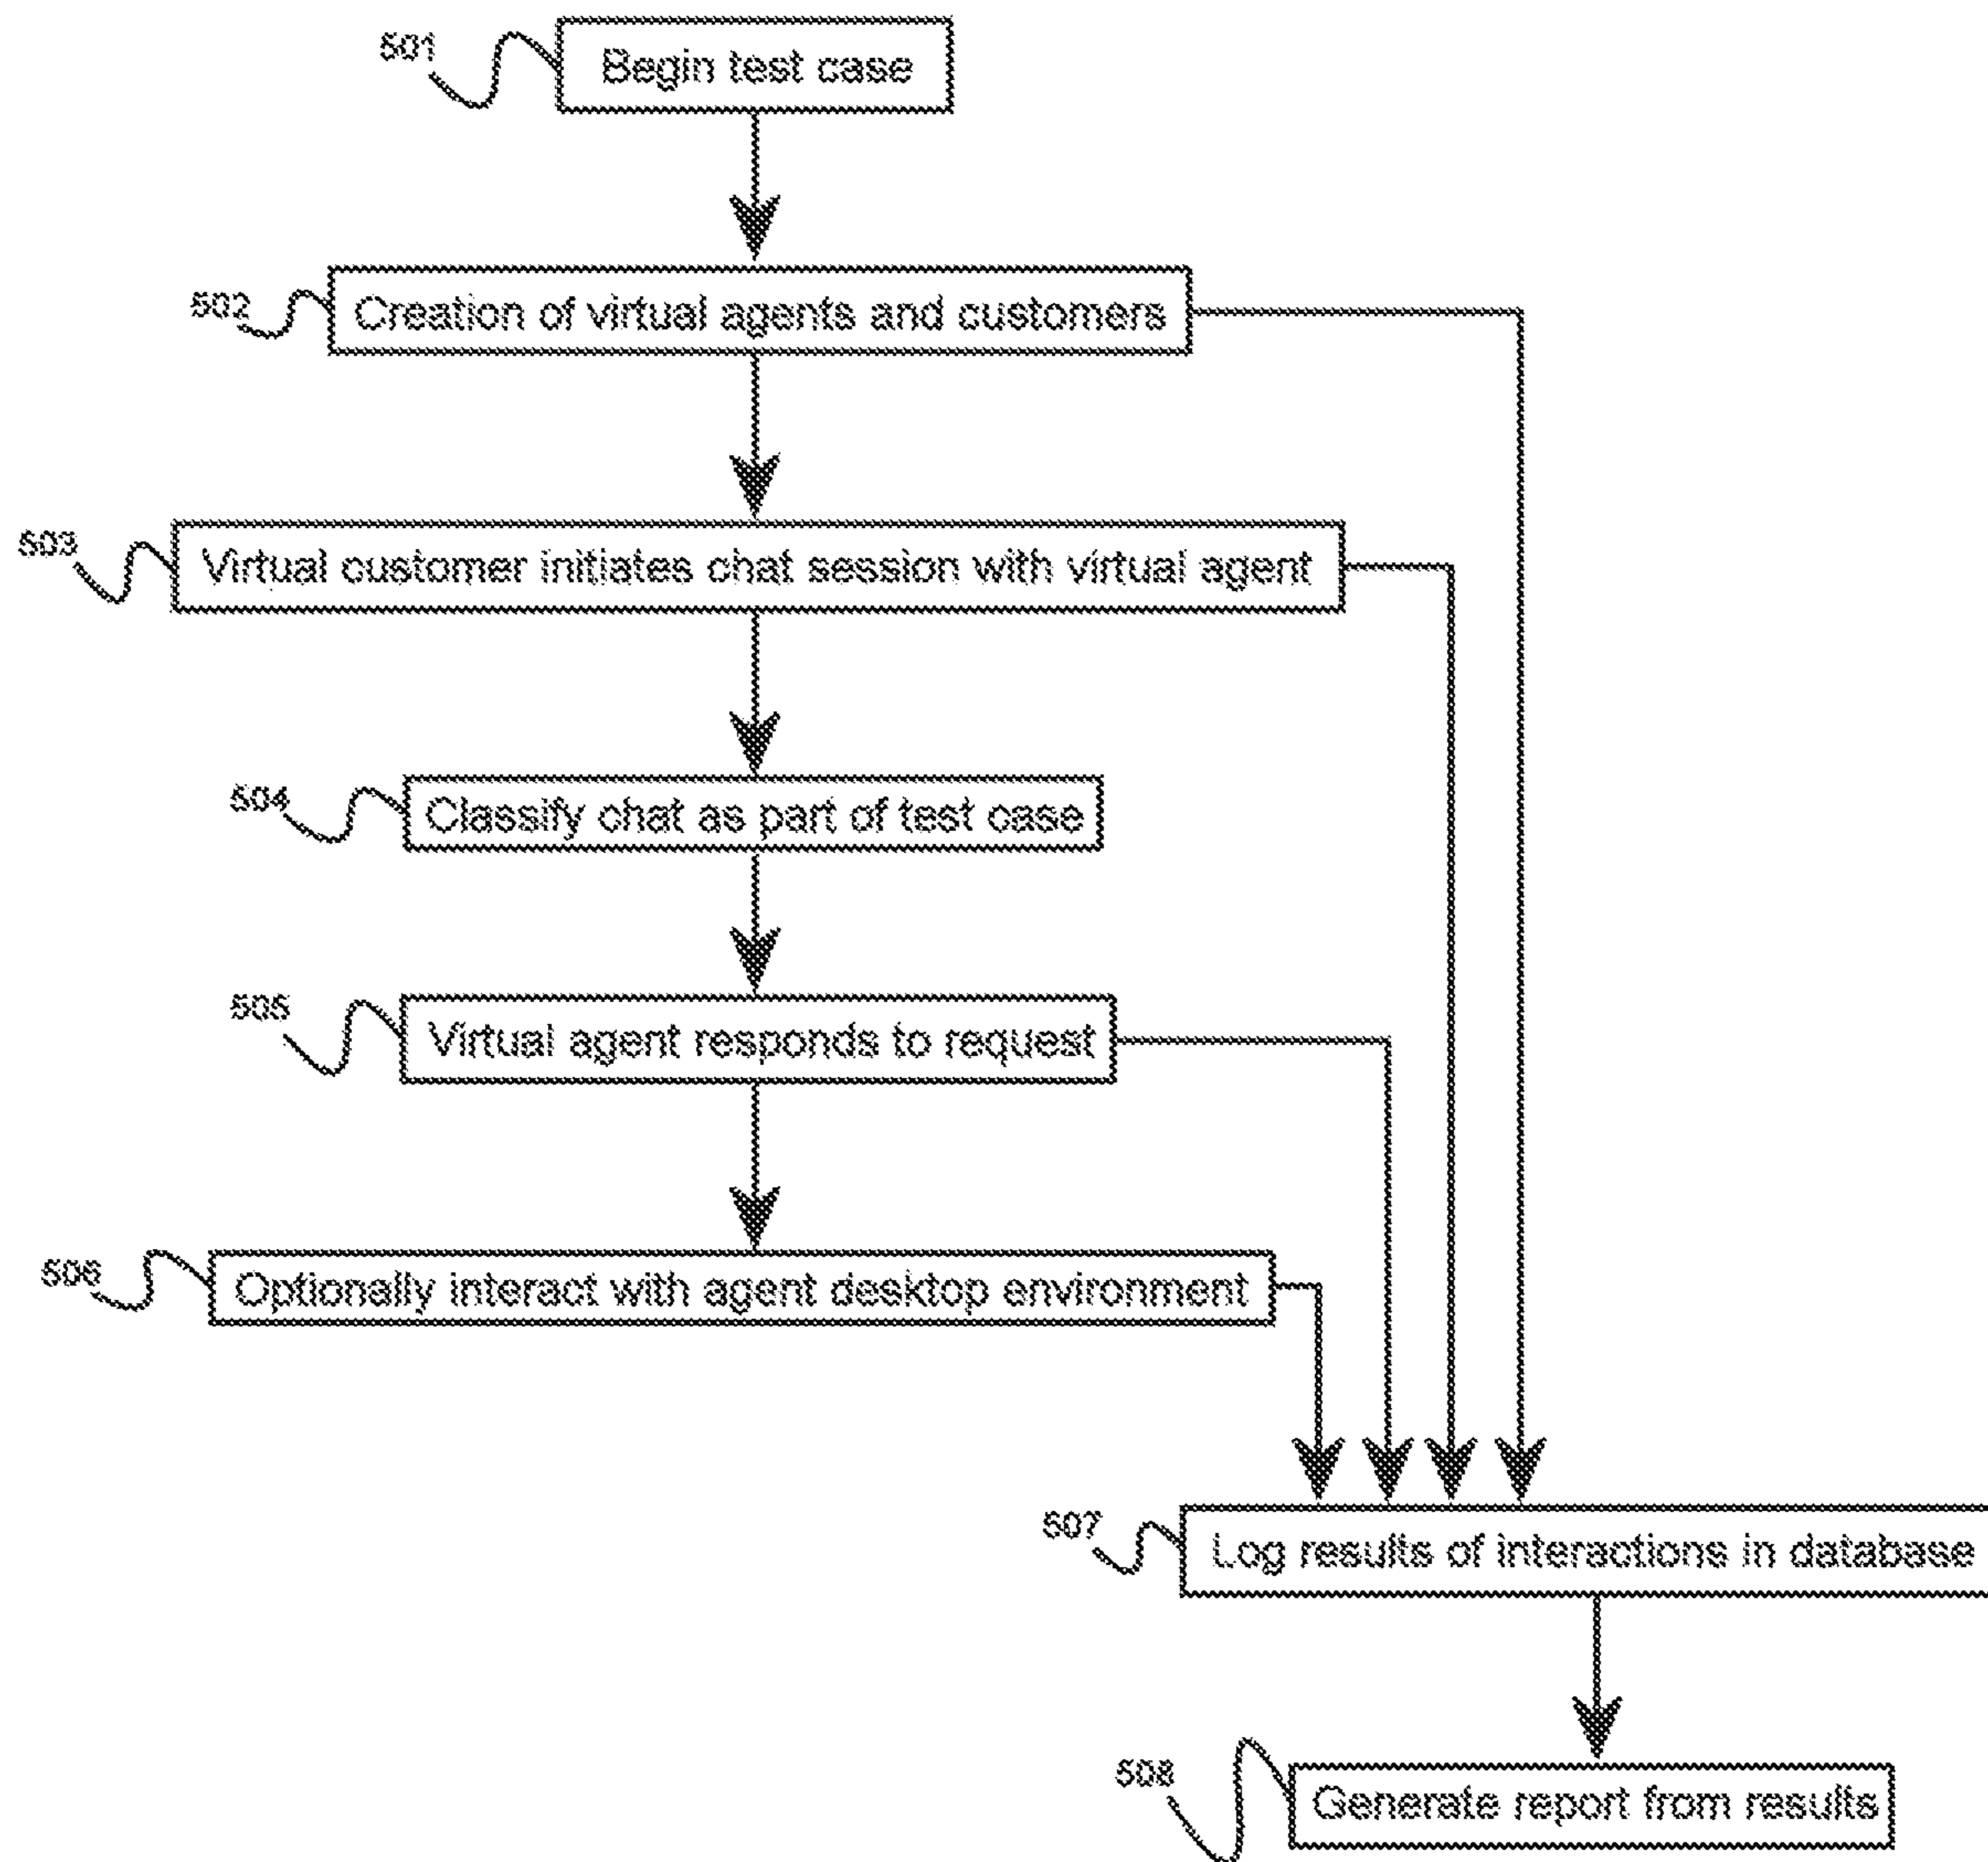 501
Begin test case
502
Creation of virtual agents and customers
503
Virtual customer initiates chat session with virtual agent
504
Classify chat as part of test case
505
Virtual agent responds to request
506
Optionally interact with agent desktop environment
507
Log results of interactions in database
508
Generate report from results